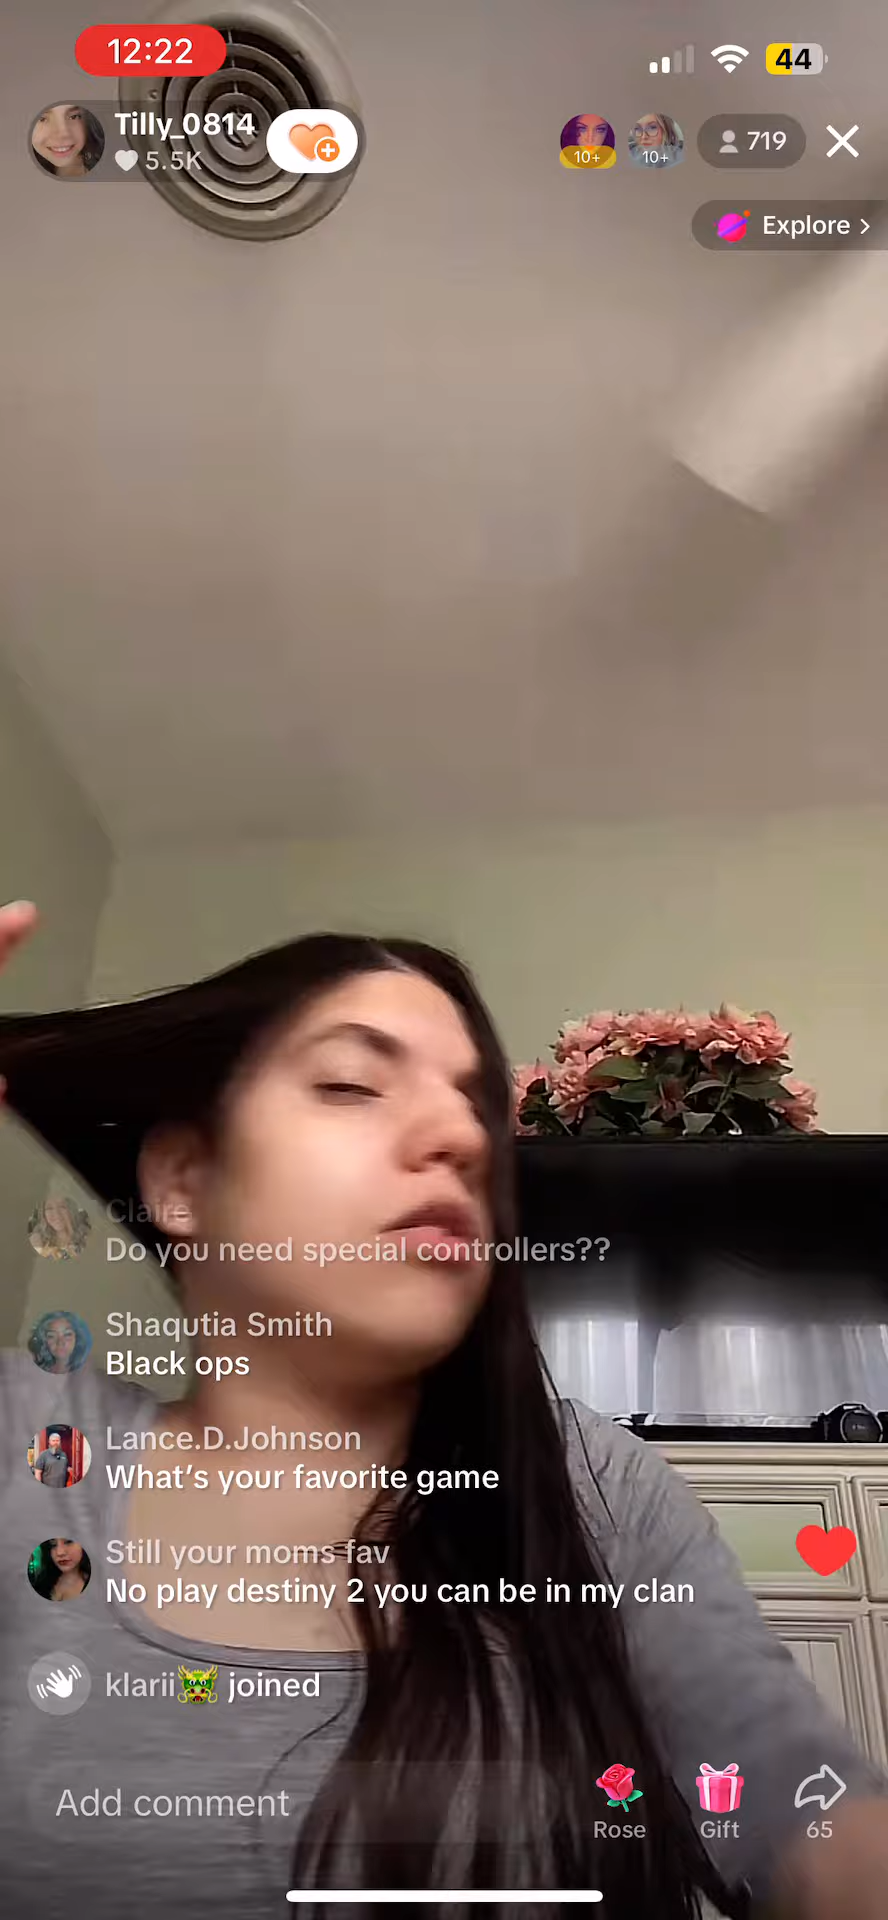 12:22
44
Tilly_0814
5.5K
10+
10+
719
Explore >
Claire
Do you need special controllers??
Shaqutia Smith
Black ops
Lance.D.Johnson
What's your favorite game
Still your moms fav
No play destiny 2 you can be in my clan
klarii🐲 joined
Add comment
Rose
Gift
65